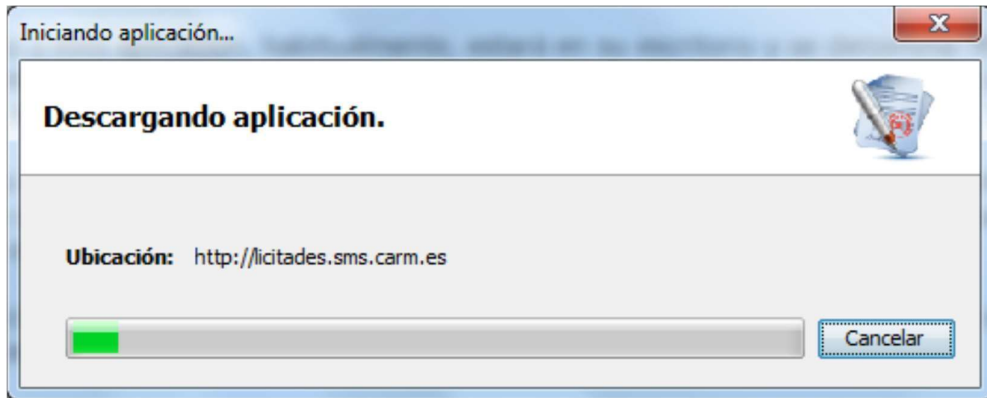 Iniciando aplicación...
Descargando aplicación.
Ubicación: http://licitades.sms.carm.es
Cancelar